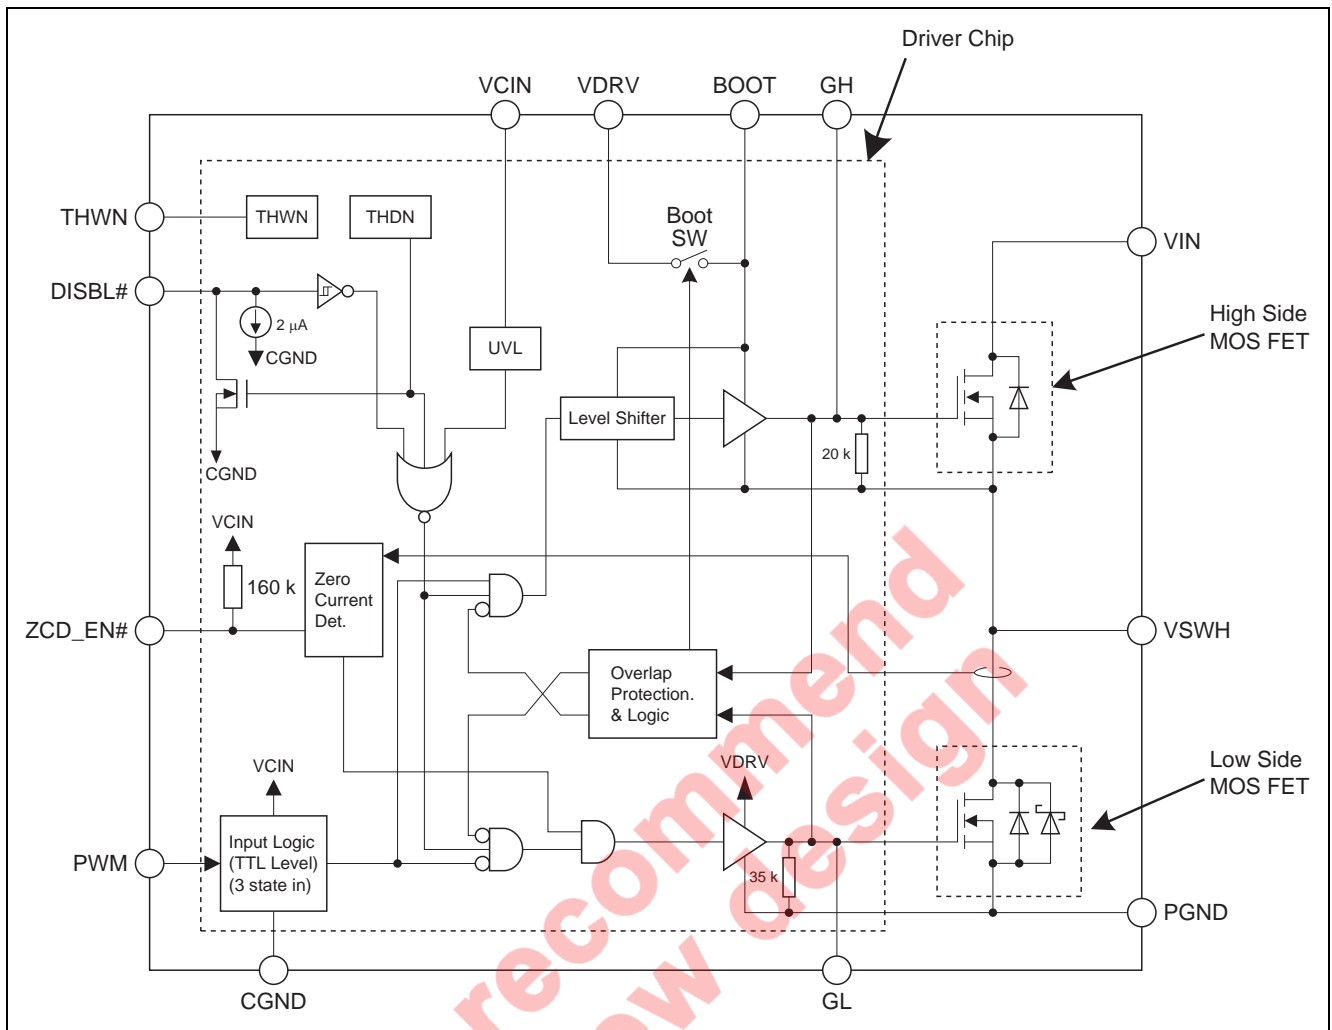 Driver Chip
VCIN
VDRV
BOOT
GH
THWN
THWN
THDN
Boot
SW
VIN
DISBL#
2 μA
CGND
UVL
High Side
MOS FET
Level Shifter
20 k
CGND
VCIN
160 k
Zero
Current
Det.
ZCD_EN#
VSWH
Overlap
Protection.
& Logic
VCIN
VDRV
Low Side
MOS FET
PWM
Input Logic
(TTL Level)
(3 state in)
35 k
PGND
CGND
GL
recommend
design